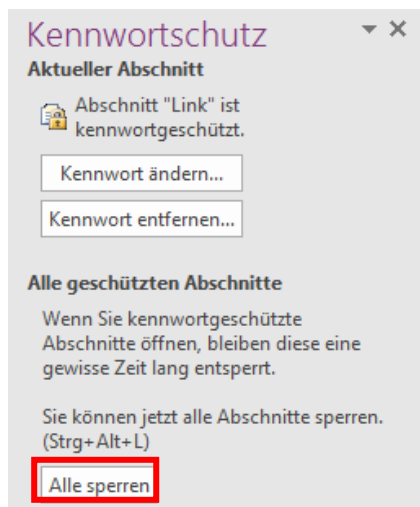 Kennwortschutz
Aktueller Abschnitt
Abschnitt "Link" ist
kennwortgeschützt.
Kennwort ändern...
Kennwort entfernen...
Alle geschützten Abschnitte
Wenn Sie kennwortgeschützte
Abschnitte öffnen, bleiben diese eine
gewisse Zeit lang entsperrt.
Sie können jetzt alle Abschnitte sperren.
(Strg+Alt+L)
Alle sperren